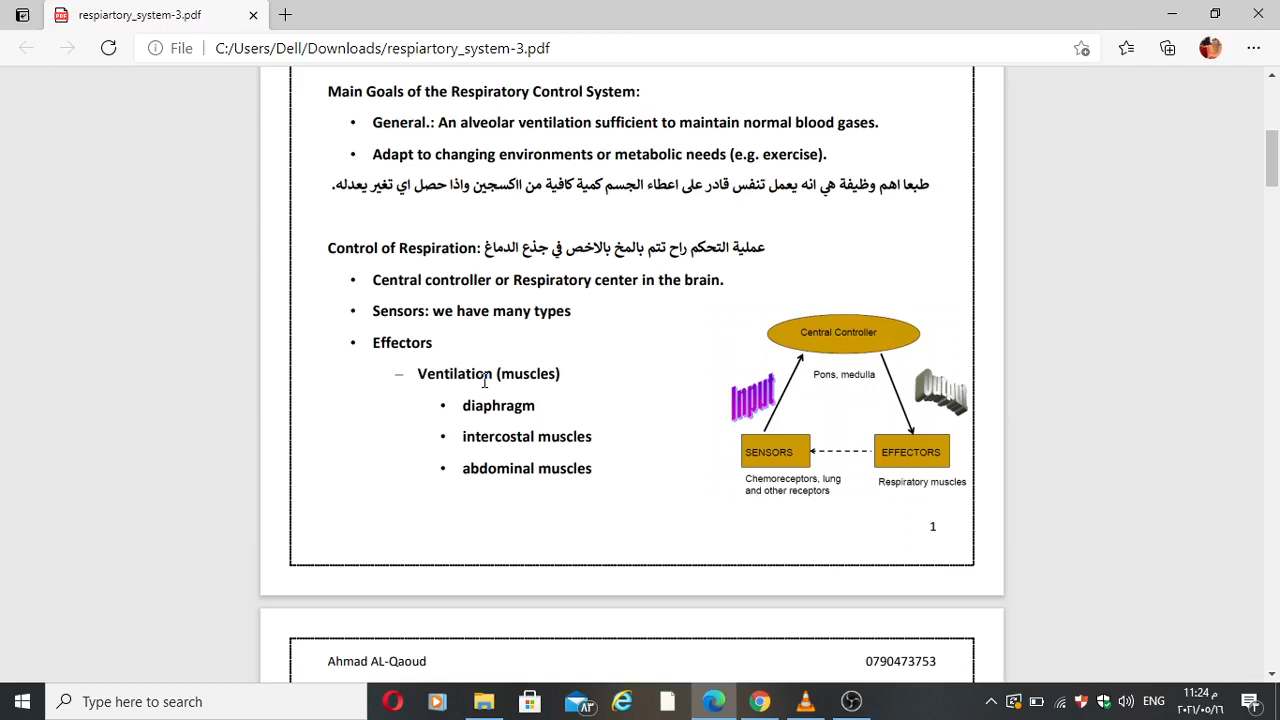 respiartory_system-3.pdf
File C:/Users/Dell/Downloads/respiartory_system-3.pdf
Main Goals of the Respiratory Control System:
• General.: An alveolar ventilation sufficient to maintain normal blood gases.
• Adapt to changing environments or metabolic needs (e.g. exercise).
طبعا اهم وظيفة هي انه يعمل تنفس قادر على اعطاء الجسم كمية كافية من ااكسجين واذا حصل اي تغير يعدله.
Control of Respiration: عملية التحكم راح تتم بالمخ بالاخص في جذع الدماغ
• Central controller or Respiratory center in the brain.
• Sensors: we have many types
• Effectors
– Ventilation (muscles)
• diaphragm
• intercostal muscles
• abdominal muscles
Central Controller
Pons, medulla
Input
Output
SENSORS
EFFECTORS
Chemoreceptors, lung
and other receptors
Respiratory muscles
1
Ahmad AL-Qaoud 0790473753
Type here to search
٨٣
ENG
١١:٢٤ م